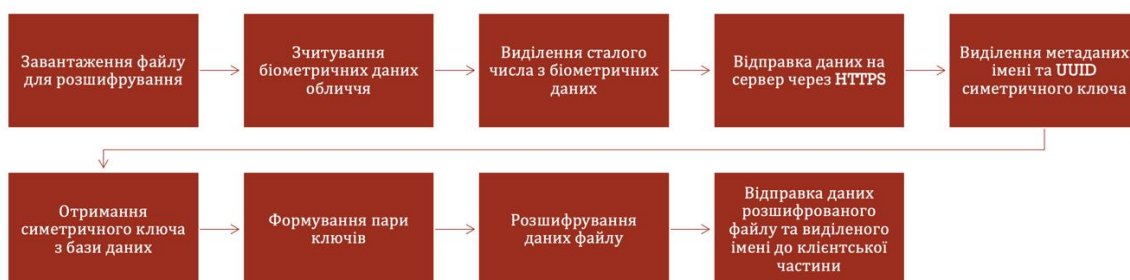 Завантаження файлу
для розшифрування
Зчитування
біометричних даних
обличчя
Виділення сталого
числа з біометричних
даних
Відправка даних на
сервер через HTTPS
Виділення метаданих
імені та UUID
симетричного ключа
Отримання
симетричного ключа
з бази даних
Формування пари
ключів
Розшифрування
даних файлу
Відправка даних
розшифрованого
файлу та виділеного
імені до клієнтської
частини